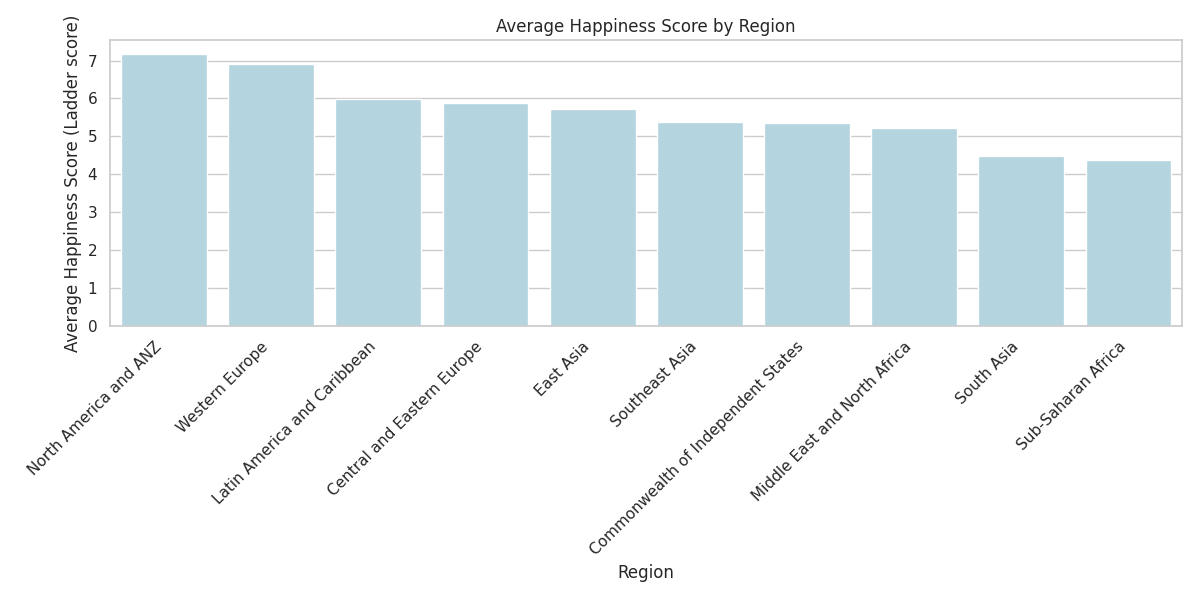 Average Happiness Score by Region
Average Happiness Score (Ladder score)
7
6
5
4
3
2
1
0
North America and ANZ
Western Europe
Latin America and Caribbean
Central and Eastern Europe
East Asia
Southeast Asia
Commonwealth of Independent States
Middle East and North Africa
South Asia
Sub-Saharan Africa
Region